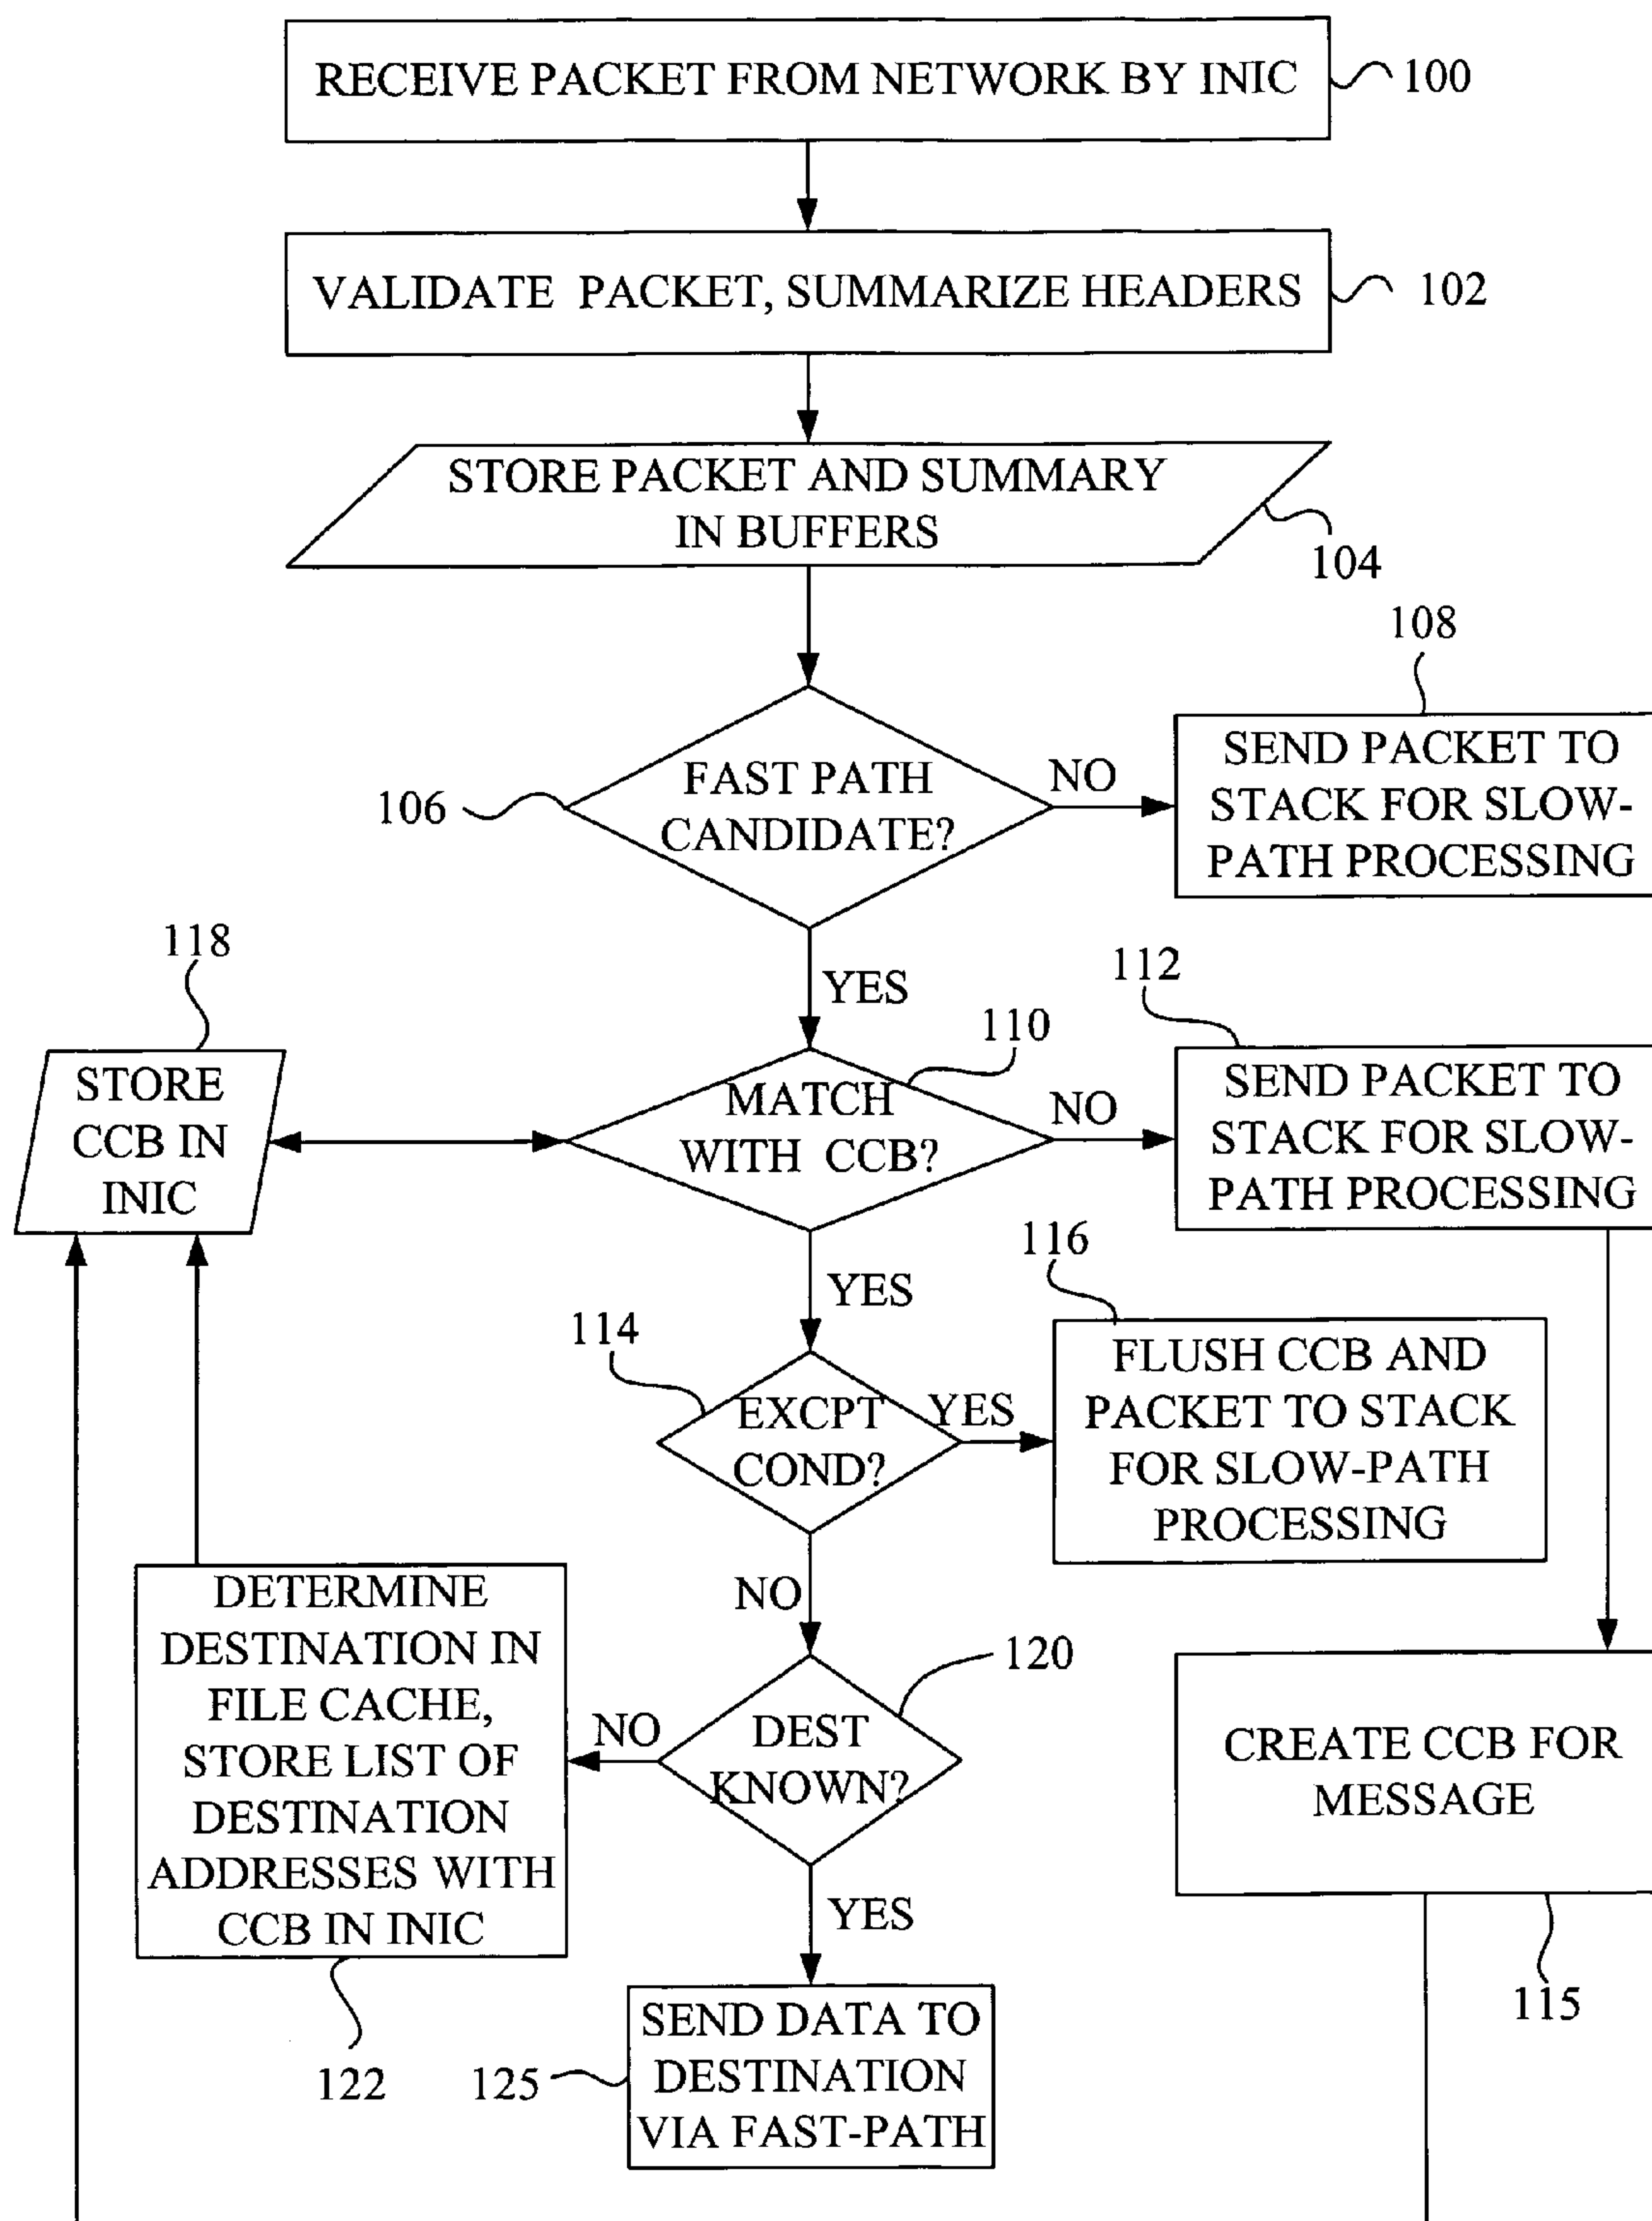 RECEIVE PACKET FROM NETWORK BY INIC
100
VALIDATE PACKET, SUMMARIZE HEADERS
102
STORE PACKET AND SUMMARY
IN BUFFERS
104
106
FAST PATH
CANDIDATE?
NO
108
SEND PACKET TO
STACK FOR SLOW-
PATH PROCESSING
YES
118
STORE
CCB IN
INIC
110
MATCH
WITH CCB?
NO
112
SEND PACKET TO
STACK FOR SLOW-
PATH PROCESSING
YES
114
EXCPT
COND?
YES
116
FLUSH CCB AND
PACKET TO STACK
FOR SLOW-PATH
PROCESSING
NO
120
DEST
KNOWN?
NO
DETERMINE
DESTINATION IN
FILE CACHE,
STORE LIST OF
DESTINATION
ADDRESSES WITH
CCB IN INIC
122
CREATE CCB FOR
MESSAGE
115
YES
SEND DATA TO
DESTINATION
VIA FAST-PATH
125